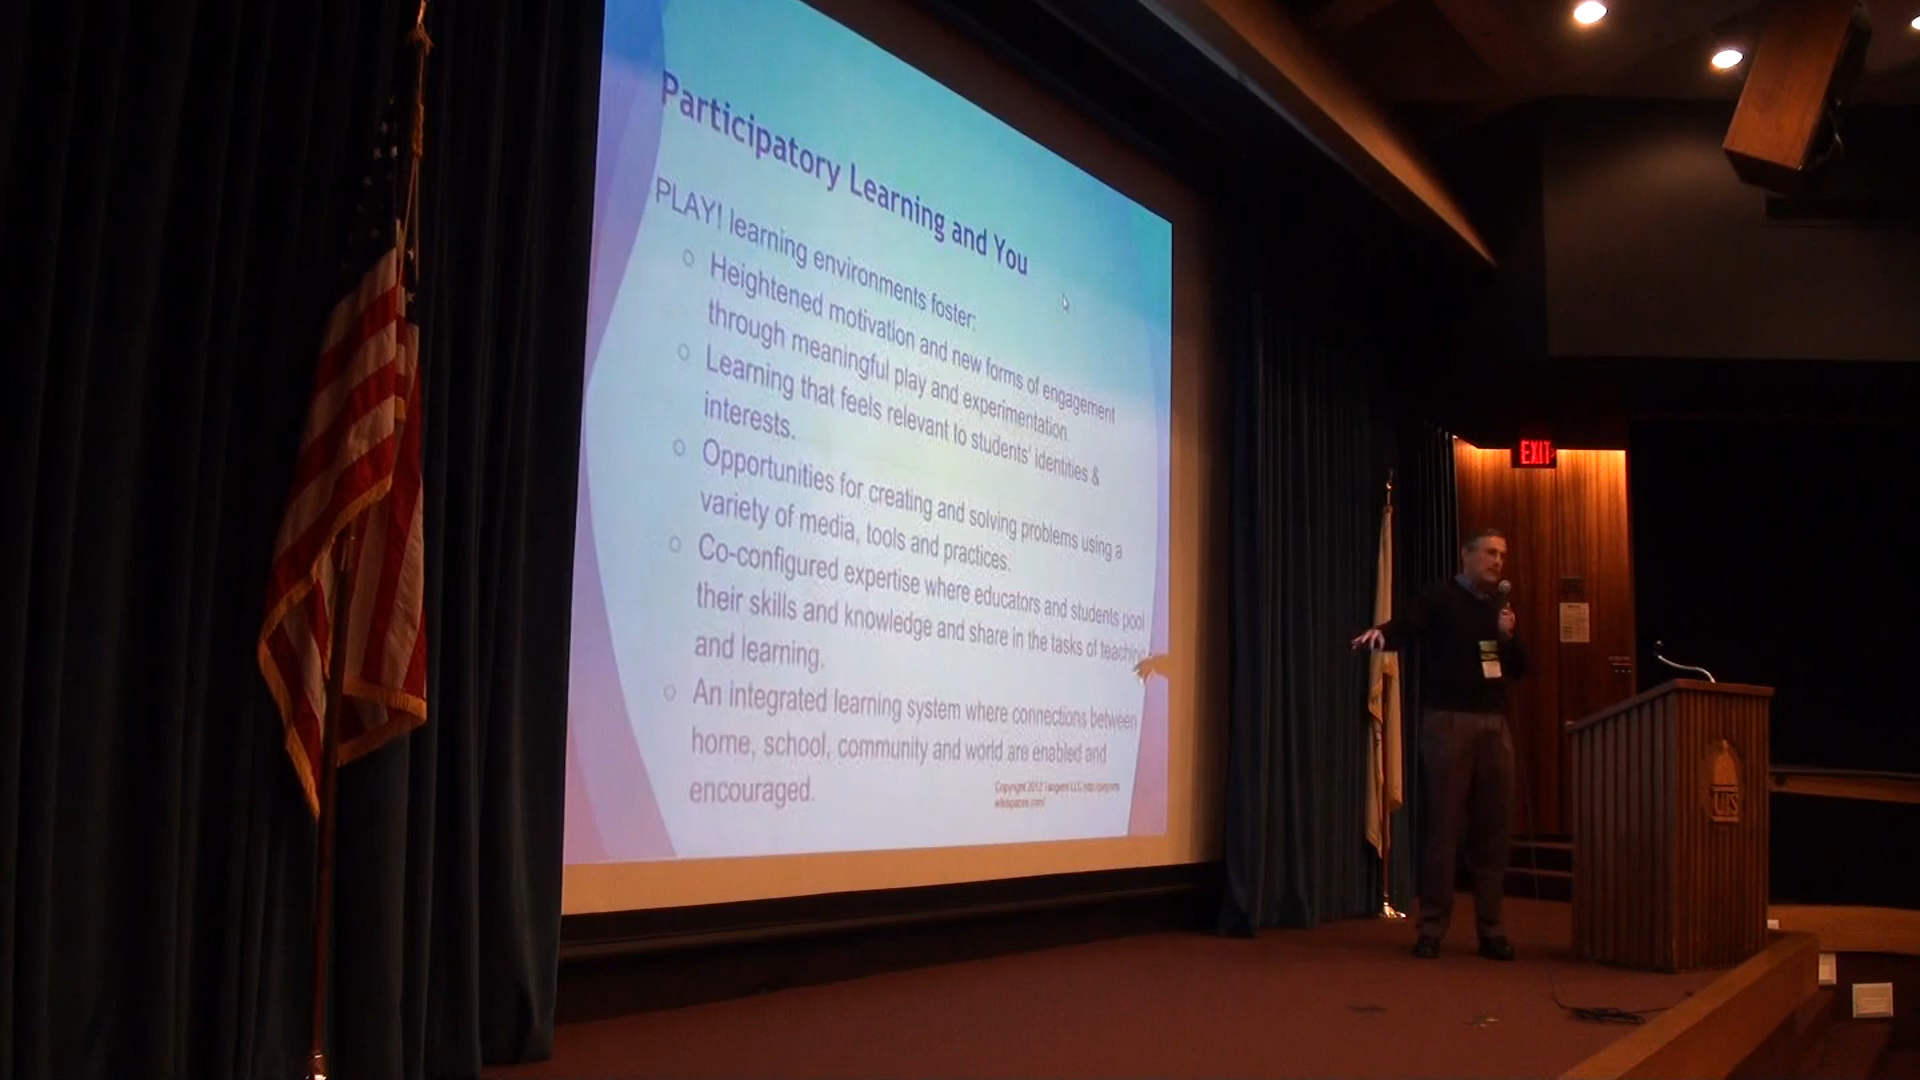 Participatory Learning and You
PLAY! learning environments foster:
Heightened motivation and new forms of engagement
through meaningful play and experimentation.
Learning that feels relevant to students' identities &
interests.
Opportunities for creating and solving problems using a
variety of media, tools and practices.
Co-configured expertise where educators and students pool
their skills and knowledge and share in the tasks of teaching
and learning.
An integrated learning system where connections between
home, school, community and world are enabled and
encouraged.
Copyright 2012
EXIT
UIS